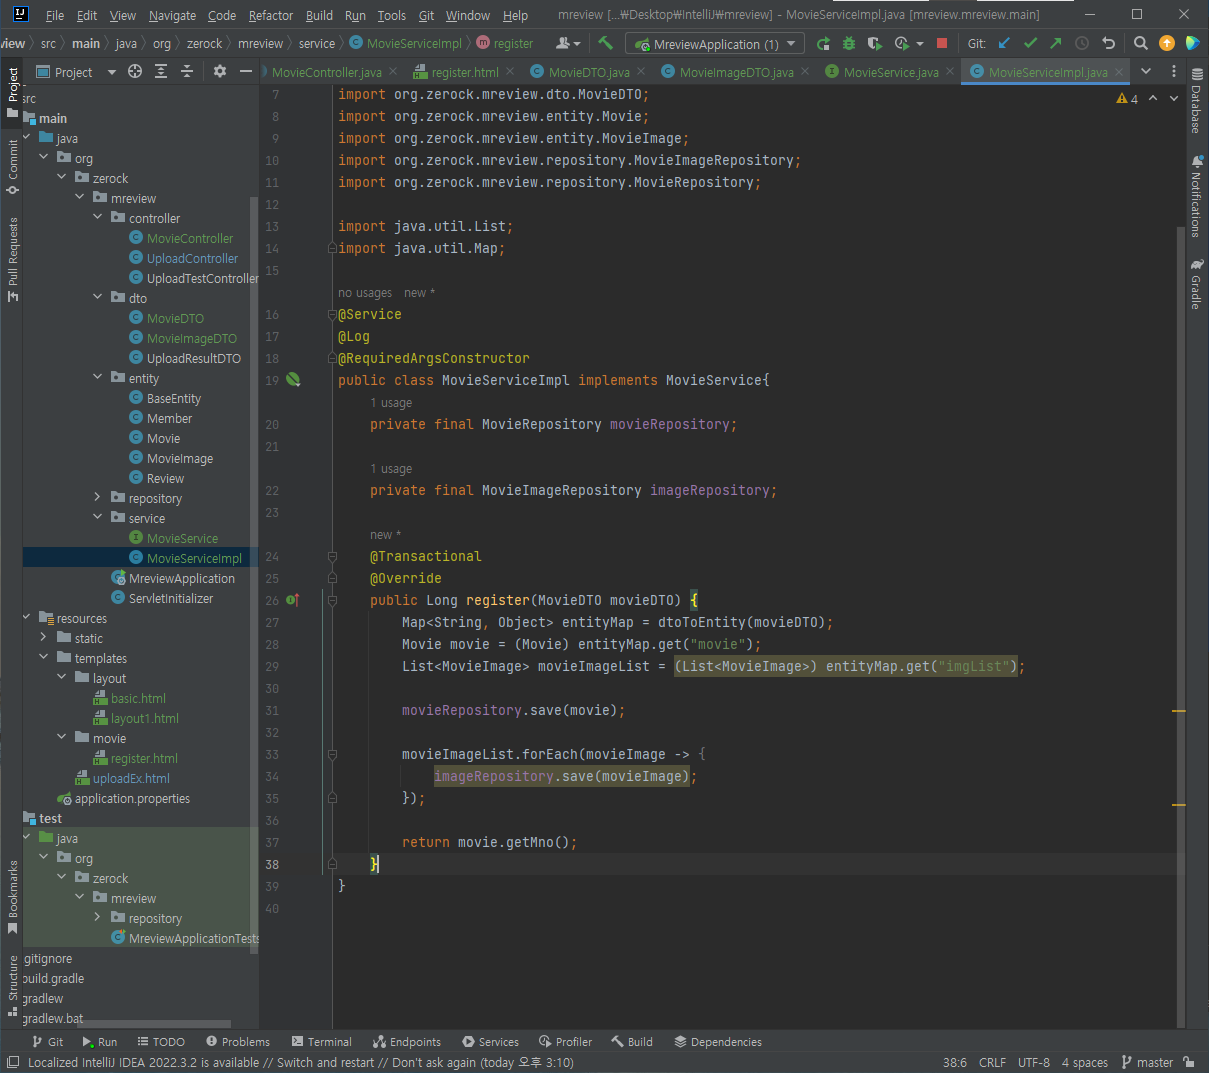 File Edit View Navigate Code Refactor Build Run Tools Git Window Help mreview [...₩Desktop₩IntelliJ₩mreview] - MovieServiceImpl.java [mreview.mreview.main]
view src main java org zerock mreview service MovieServiceImpl register MreviewApplication (1) Git:
Project MovieController.java register.html MovieDTO.java MovieImageDTO.java MovieService.java MovieServiceImpl.java
Project
Commit
Pull Requests
Bookmarks
Structure
src
main
java
org
zerock
mreview
controller
MovieController
UploadController
UploadTestController
dto
MovieDTO
MovieImageDTO
UploadResultDTO
entity
BaseEntity
Member
Movie
MovieImage
Review
repository
service
MovieService
MovieServiceImpl
MreviewApplication
ServletInitializer
resources
static
templates
layout
basic.html
layout1.html
movie
register.html
uploadEx.html
application.properties
test
java
org
zerock
mreview
repository
MreviewApplicationTests
gitignore
build.gradle
gradlew
gradlew.bat
7 import org.zerock.mreview.dto.MovieDTO;
8 import org.zerock.mreview.entity.Movie;
9 import org.zerock.mreview.entity.MovieImage;
10 import org.zerock.mreview.repository.MovieImageRepository;
11 import org.zerock.mreview.repository.MovieRepository;
12
13 import java.util.List;
14 import java.util.Map;
15
no usages new *
16 @Service
17 @Log
18 @RequiredArgsConstructor
19 public class MovieServiceImpl implements MovieService{
1 usage
20 private final MovieRepository movieRepository;
21
1 usage
22 private final MovieImageRepository imageRepository;
23
new *
24 @Transactional
25 @Override
26 public Long register(MovieDTO movieDTO) {
27 Map<String, Object> entityMap = dtoToEntity(movieDTO);
28 Movie movie = (Movie) entityMap.get("movie");
29 List<MovieImage> movieImageList = (List<MovieImage>) entityMap.get("imgList");
30
31 movieRepository.save(movie);
32
33 movieImageList.forEach(movieImage -> {
34 imageRepository.save(movieImage);
35 });
36
37 return movie.getMno();
38 }
39 }
40
4
Database
Notifications
Gradle
Git Run TODO Problems Terminal Endpoints Services Profiler Build Dependencies
Localized IntelliJ IDEA 2022.3.2 is available // Switch and restart // Don't ask again (today 오후 3:10) 38:6 CRLF UTF-8 4 spaces master